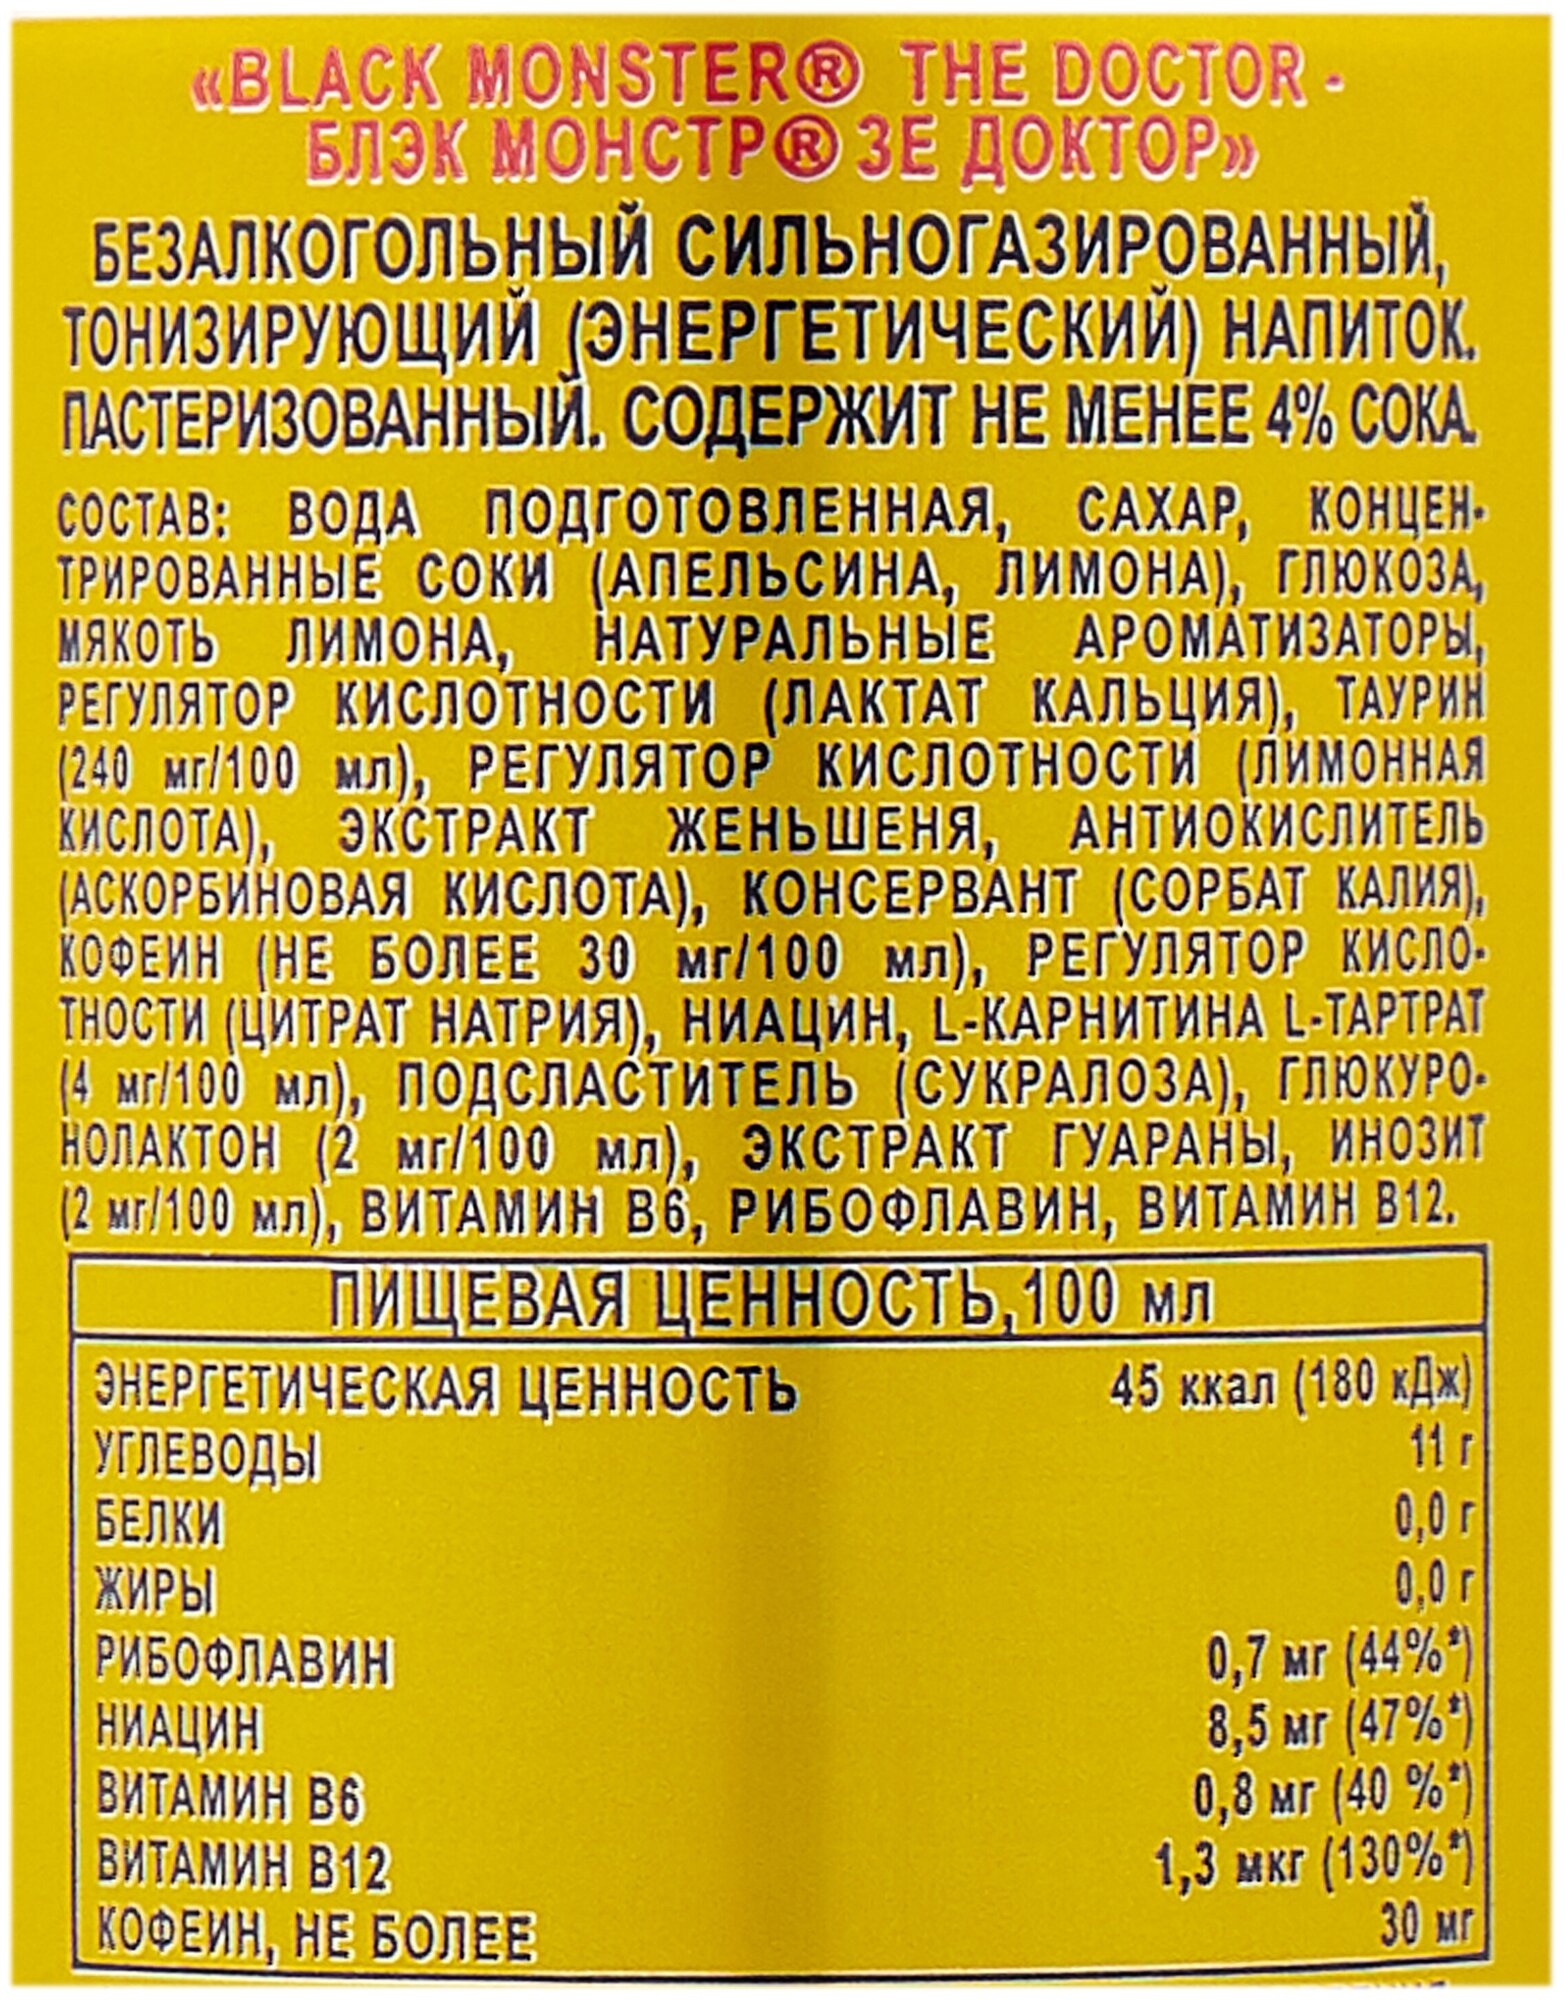 «BLACK MONSTER® THE DOCTOR -
БЛЭК МОНСТР® ЗЕ ДОКТОР»
БЕЗАЛКОГОЛЬНЫЙ СИЛЬНОГАЗИРОВАННЫЙ,
ТОНИЗИРУЮЩИЙ (ЭНЕРГЕТИЧЕСКИЙ) НАПИТОК.
ПАСТЕРИЗОВАННЫЙ. СОДЕРЖИТ НЕ МЕНЕЕ 4% СОКА.
СОСТАВ: ВОДА ПОДГОТОВЛЕННАЯ, САХАР, КОНЦЕН-
ТРИРОВАННЫЕ СОКИ (АПЕЛЬСИНА, ЛИМОНА), ГЛЮКОЗА,
МЯКОТЬ ЛИМОНА, НАТУРАЛЬНЫЕ АРОМАТИЗАТОРЫ,
РЕГУЛЯТОР КИСЛОТНОСТИ (ЛАКТАТ КАЛЬЦИЯ), ТАУРИН
(240 мг/100 мл), РЕГУЛЯТОР КИСЛОТНОСТИ (ЛИМОННАЯ
КИСЛОТА), ЭКСТРАКТ ЖЕНЬШЕНЯ, АНТИОКИСЛИТЕЛЬ
(АСКОРБИНОВАЯ КИСЛОТА), КОНСЕРВАНТ (СОРБАТ КАЛИЯ),
КОФЕИН (НЕ БОЛЕЕ 30 мг/100 мл), РЕГУЛЯТОР КИСЛО-
ТНОСТИ (ЦИТРАТ НАТРИЯ), НИАЦИН, L-КАРНИТИНА L-ТАРТРАТ
(4 мг/100 мл), ПОДСЛАСТИТЕЛЬ (СУКРАЛОЗА), ГЛЮКУРО-
НОЛАКТОН (2 мг/100 мл), ЭКСТРАКТ ГУАРАНЫ, ИНОЗИТ
(2 мг/100 мл), ВИТАМИН В6, РИБОФЛАВИН, ВИТАМИН В12.
ПИЩЕВАЯ ЦЕННОСТЬ,100 мл
ЭНЕРГЕТИЧЕСКАЯ ЦЕННОСТЬ 45 ккал (180 кДж)
УГЛЕВОДЫ 11 г
БЕЛКИ 0,0 г
ЖИРЫ 0,0 г
РИБОФЛАВИН 0,7 мг (44%*)
НИАЦИН 8,5 мг (47%*)
ВИТАМИН В6 0,8 мг (40 %*)
ВИТАМИН В12 1,3 мкг (130%*)
КОФЕИН, НЕ БОЛЕЕ 30 мг